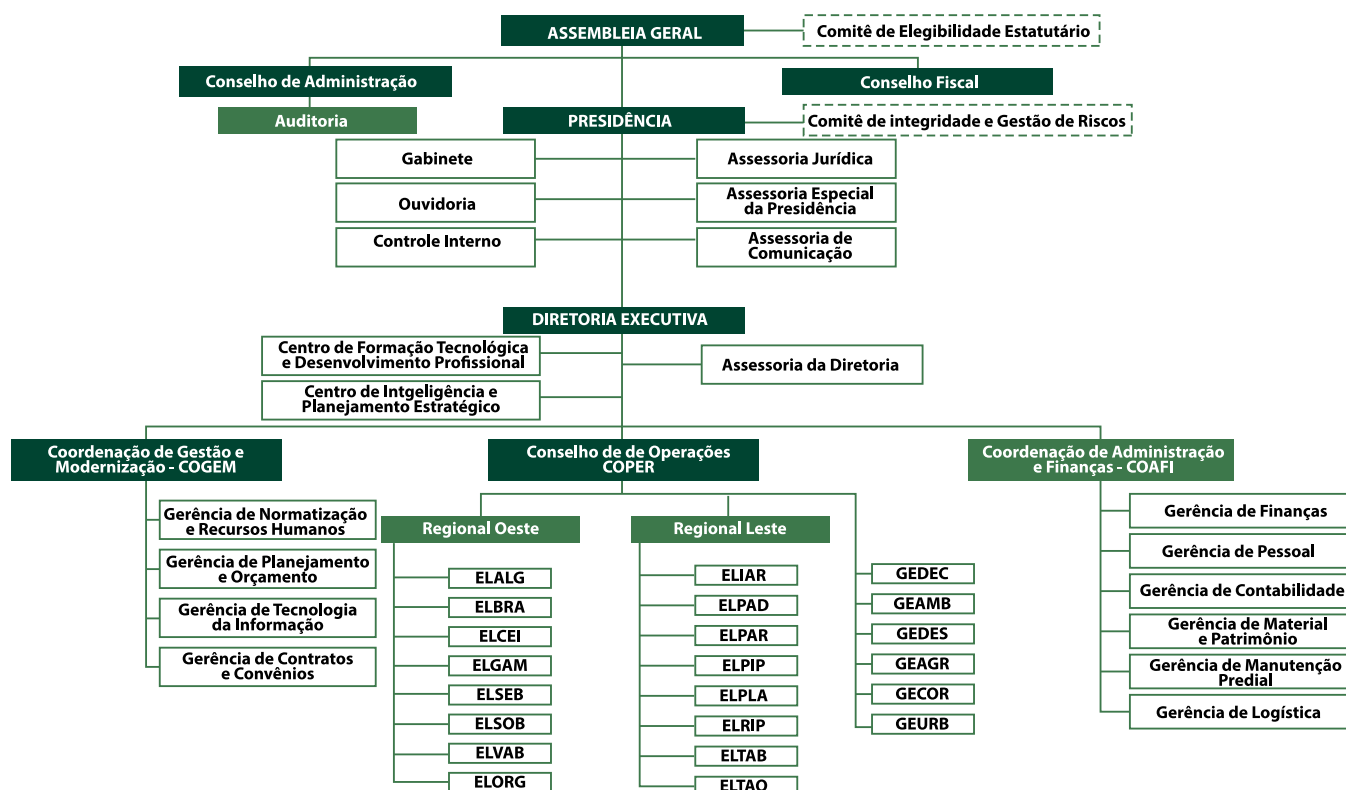 ASSEMBLEIA GERAL
Comitê de Elegibilidade Estatutário
Conselho de Administração
Conselho Fiscal
Auditoria
PRESIDÊNCIA
Comitê de integridade e Gestão de Riscos
Gabinete
Assessoria Jurídica
Ouvidoria
Assessoria Especial
da Presidência
Controle Interno
Assessoria de
Comunicação
DIRETORIA EXECUTIVA
Centro de Formação Tecnológica
e Desenvolvimento Profissional
Assessoria da Diretoria
Centro de Intgeligência e
Planejamento Estratégico
Coordenação de Gestão e
Modernização - COGEM
Conselho de de Operações
COPER
Coordenação de Administração
e Finanças - COAFI
Gerência de Normatização
e Recursos Humanos
Gerência de Planejamento
e Orçamento
Gerência de Tecnologia
da Informação
Gerência de Contratos
e Convênios
Regional Oeste
ELALG
ELBRA
ELCEI
ELGAM
ELSEB
ELSOB
ELVAB
ELORG
Regional Leste
ELIAR
ELPAD
ELPAR
ELPIP
ELPLA
ELRIP
ELTAB
ELTAQ
GEDEC
GEAMB
GEDES
GEAGR
GECOR
GEURB
Gerência de Finanças
Gerência de Pessoal
Gerência de Contabilidade
Gerência de Material
e Patrimônio
Gerência de Manutenção
Predial
Gerência de Logística